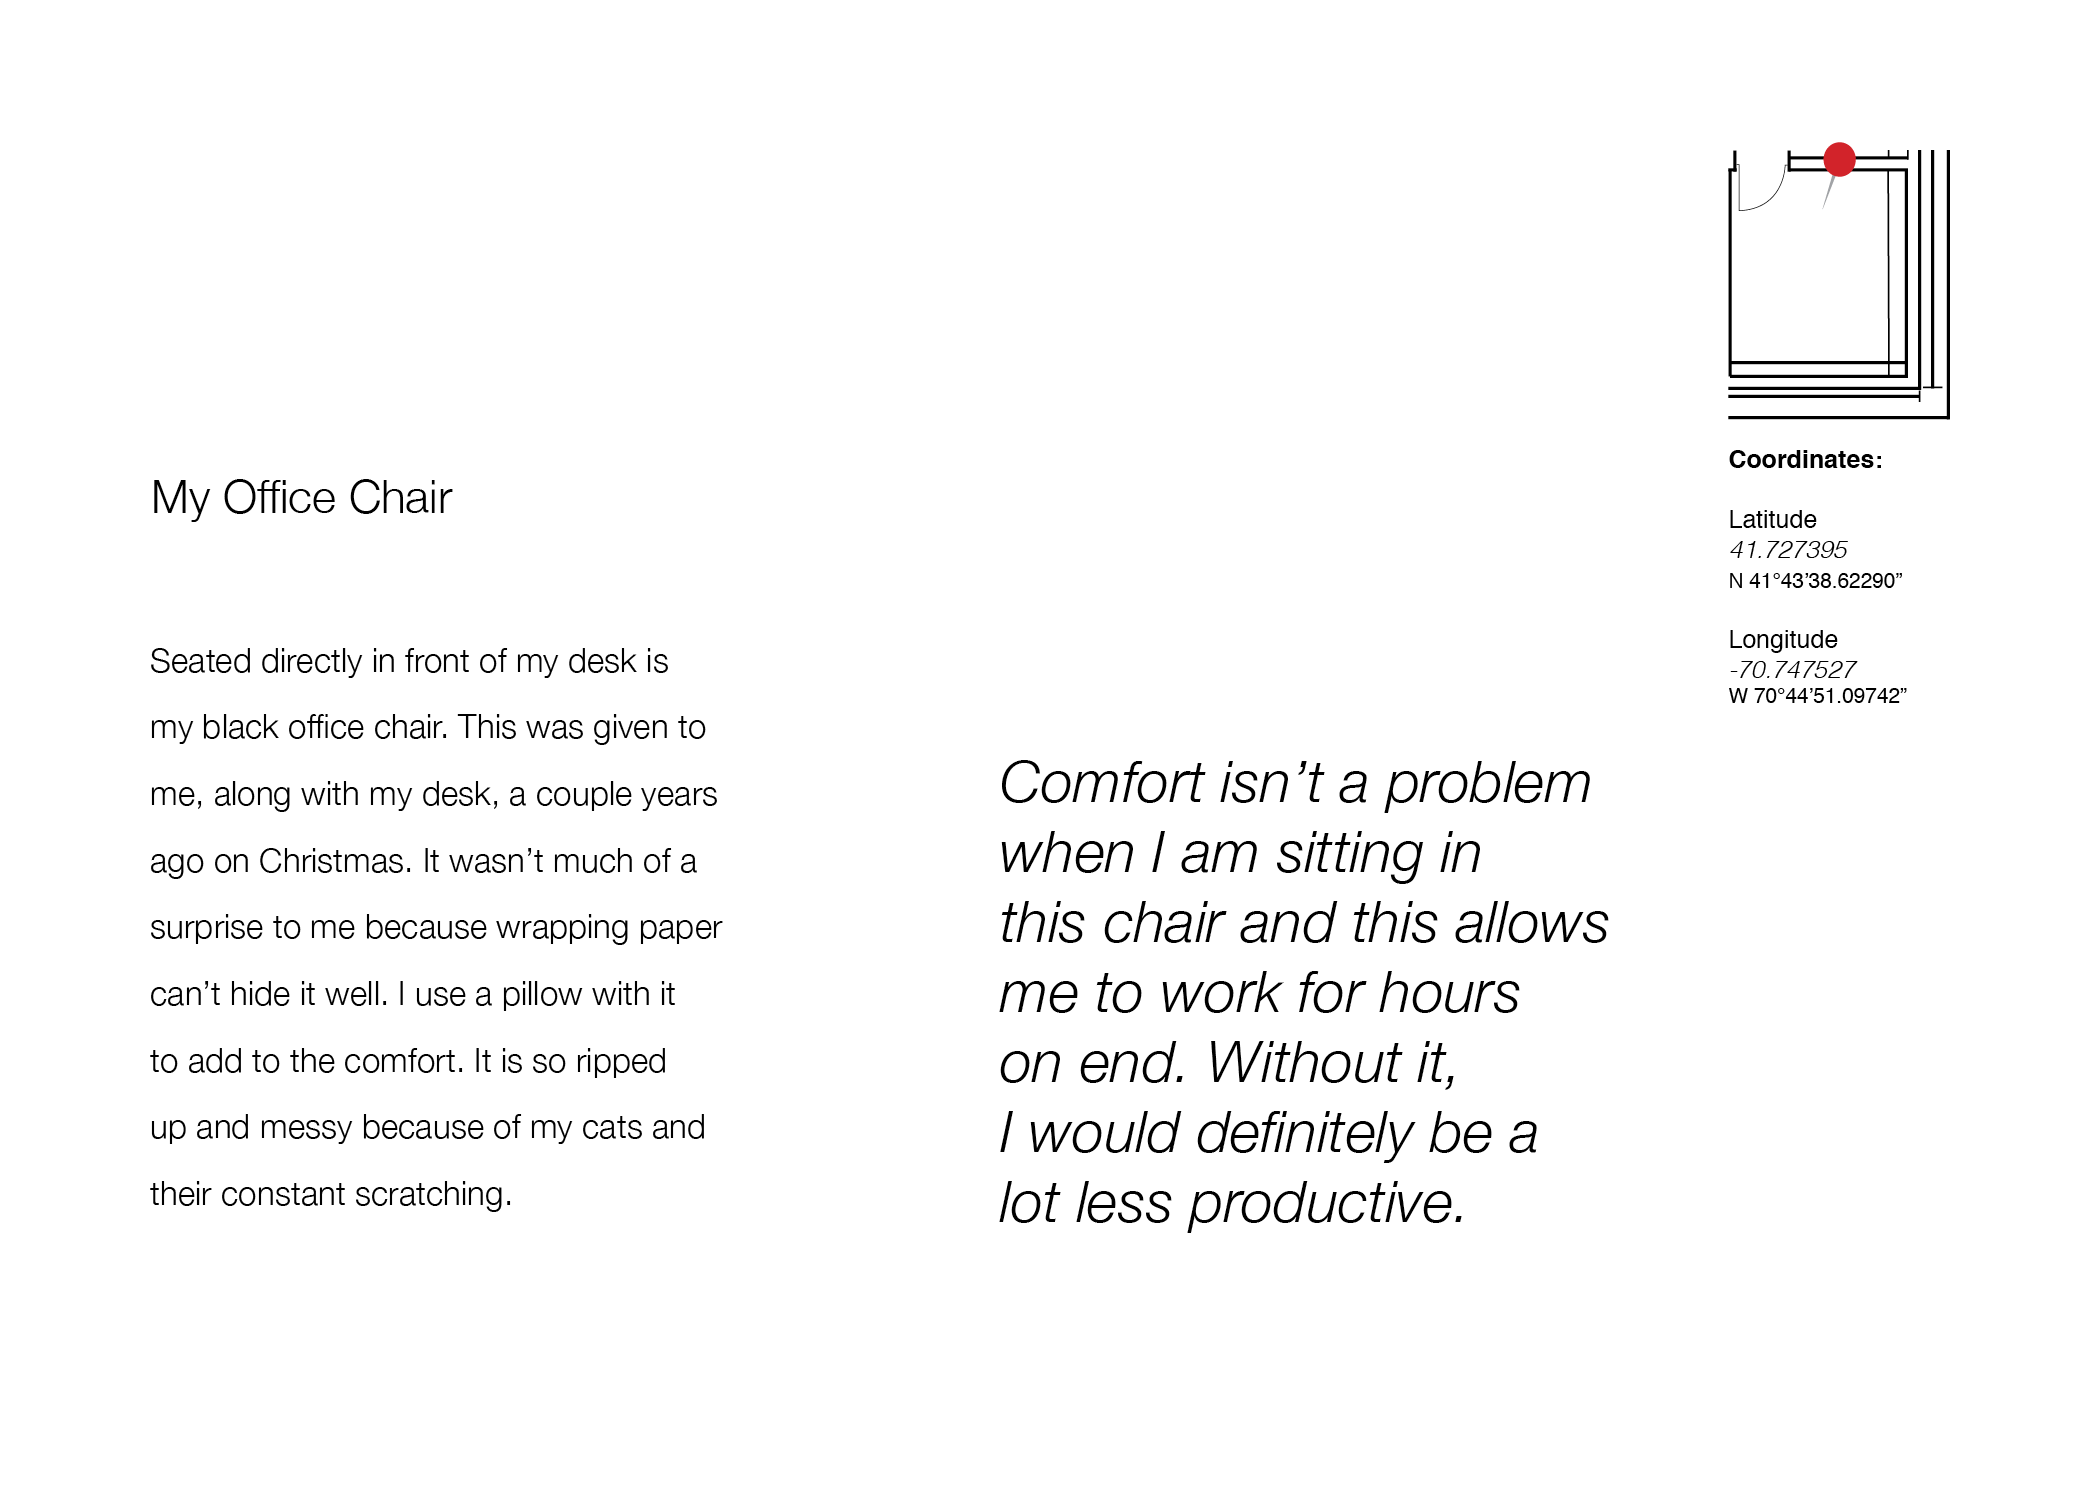 My Office Chair
Seated directly in front of my desk is
my black office chair. This was given to
me, along with my desk, a couple years
ago on Christmas. It wasn’t much of a
surprise to me because wrapping paper
can’t hide it well. I use a pillow with it
to add to the comfort. It is so ripped
up and messy because of my cats and
their constant scratching.
Comfort isn’t a problem
when I am sitting in
this chair and this allows
me to work for hours
on end. Without it,
I would definitely be a
lot less productive.
Coordinates:
Latitude
41.727395
N 41°43’38.62290”
Longitude
-70.747527
W 70°44’51.09742”